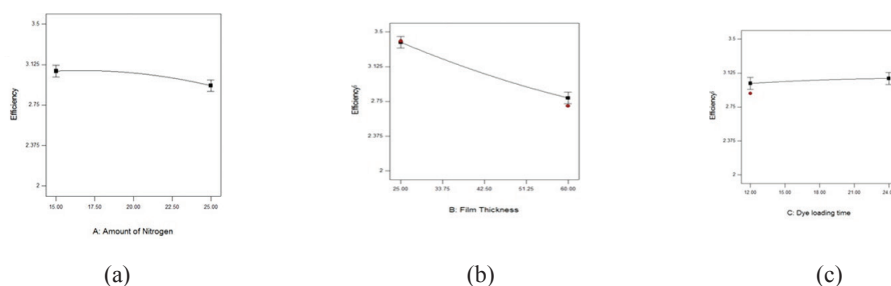 3.5
3.125
2.75
2.375
2
Efficiency
15.00 17.50 20.00 22.50 25.00
A: Amount of Nitrogen
(a)
3.5
3.125
2.75
2.375
2
Efficiency
25.00 33.75 42.50 51.25 60.00
B: Film Thickness
(b)
3.5
3.125
2.75
2.375
2
Efficiency
12.00 15.00 18.00 21.00 24.0
C: Dye loading time
(c)